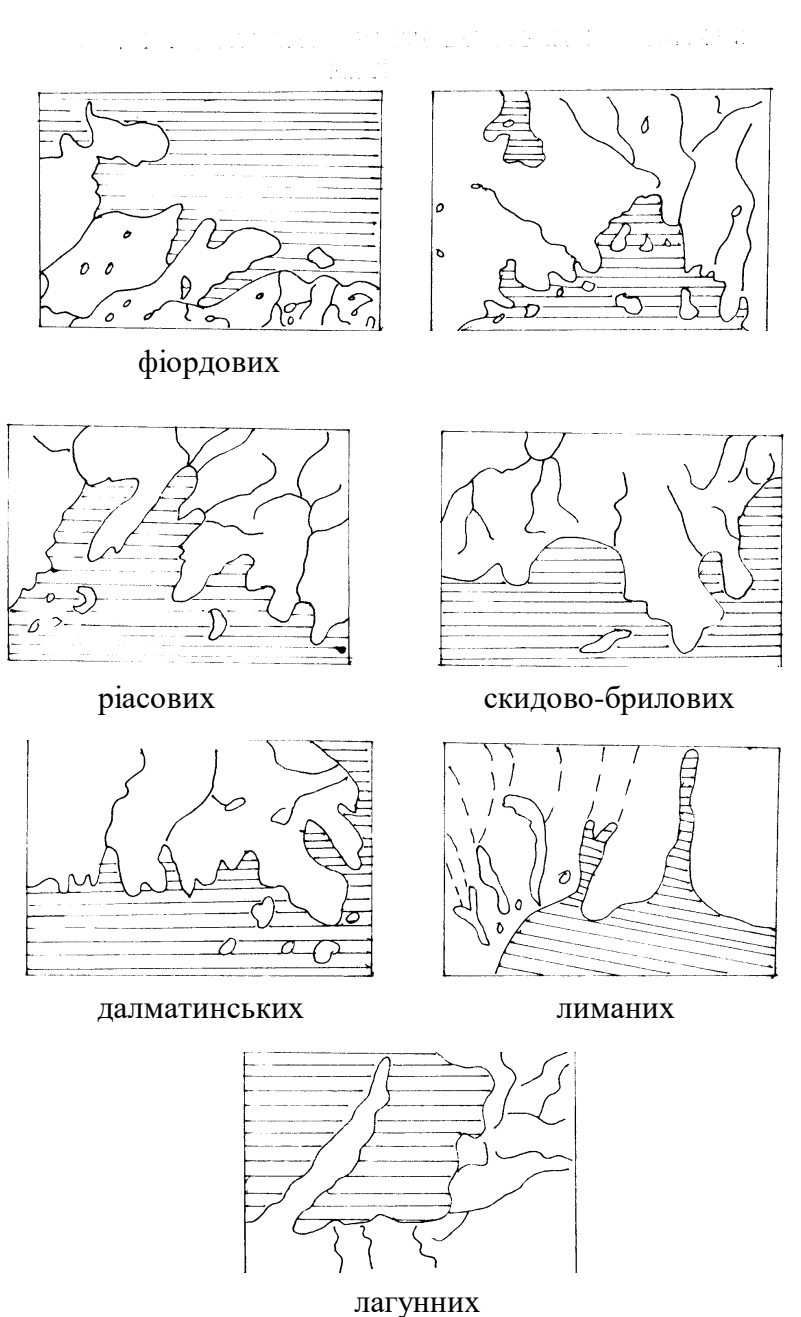 фіордових
ріасових
скидово-брилових
далматинських
лиманих
лагунних